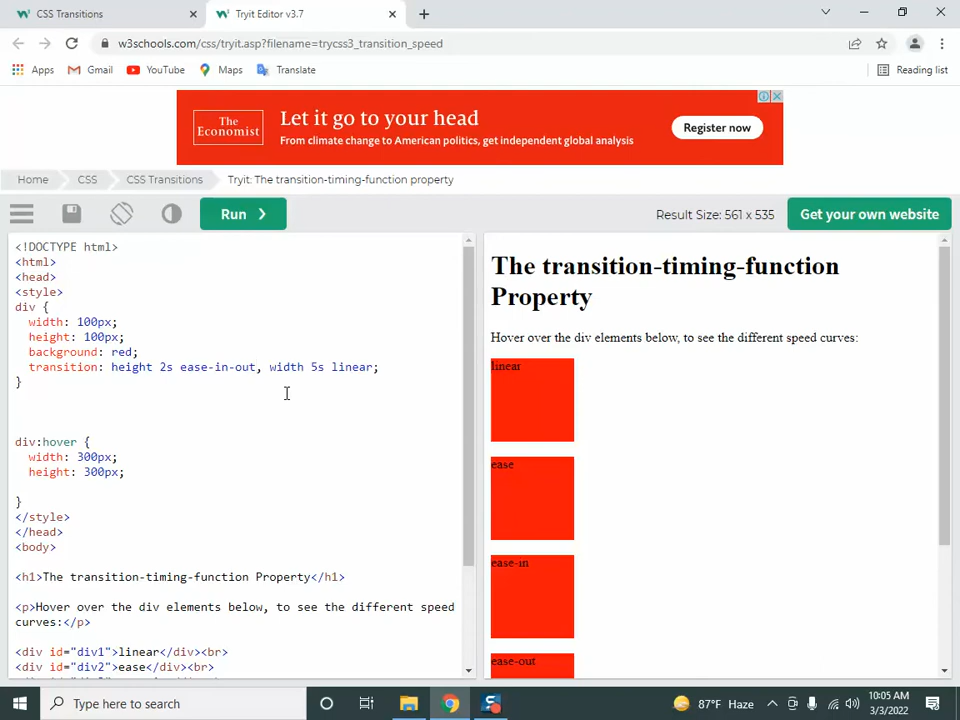 CSS Transitions
Tryit Editor v3.7
w3schools.com/css/tryit.asp?filename=trycss3_transition_speed
Apps
Gmail
YouTube
Maps
Translate
Reading list
The
Economist
Let it go to your head
From climate change to American politics, get independent global analysis
Register now
Home
CSS
CSS Transitions
Tryit: The transition-timing-function property
Run ❯
Result Size: 561 x 535
Get your own website
<!DOCTYPE html>
<html>
<head>
<style>
div {
  width: 100px;
  height: 100px;
  background: red;
  transition: height 2s ease-in-out, width 5s linear;
}
div:hover {
  width: 300px;
  height: 300px;
}
</style>
</head>
<body>
<h1>The transition-timing-function Property</h1>
<p>Hover over the div elements below, to see the different speed
curves:</p>
<div id="div1">linear</div><br>
<div id="div2">ease</div><br>
The transition-timing-function
Property
Hover over the div elements below, to see the different speed curves:
linear
ease
ease-in
ease-out
Type here to search
87°F Haze
10:05 AM
3/3/2022